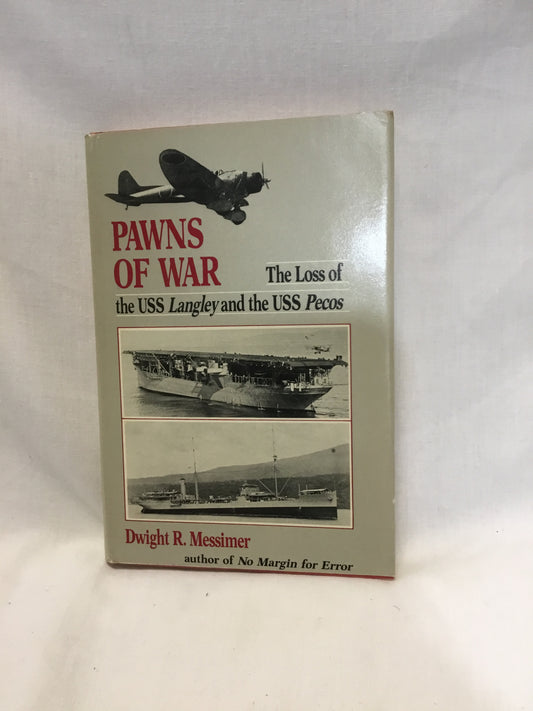 PAWNS
OF WAR
The Loss of
the USS Langley and the USS Pecos
Dwight R. Messimer
author of No Margin for Error